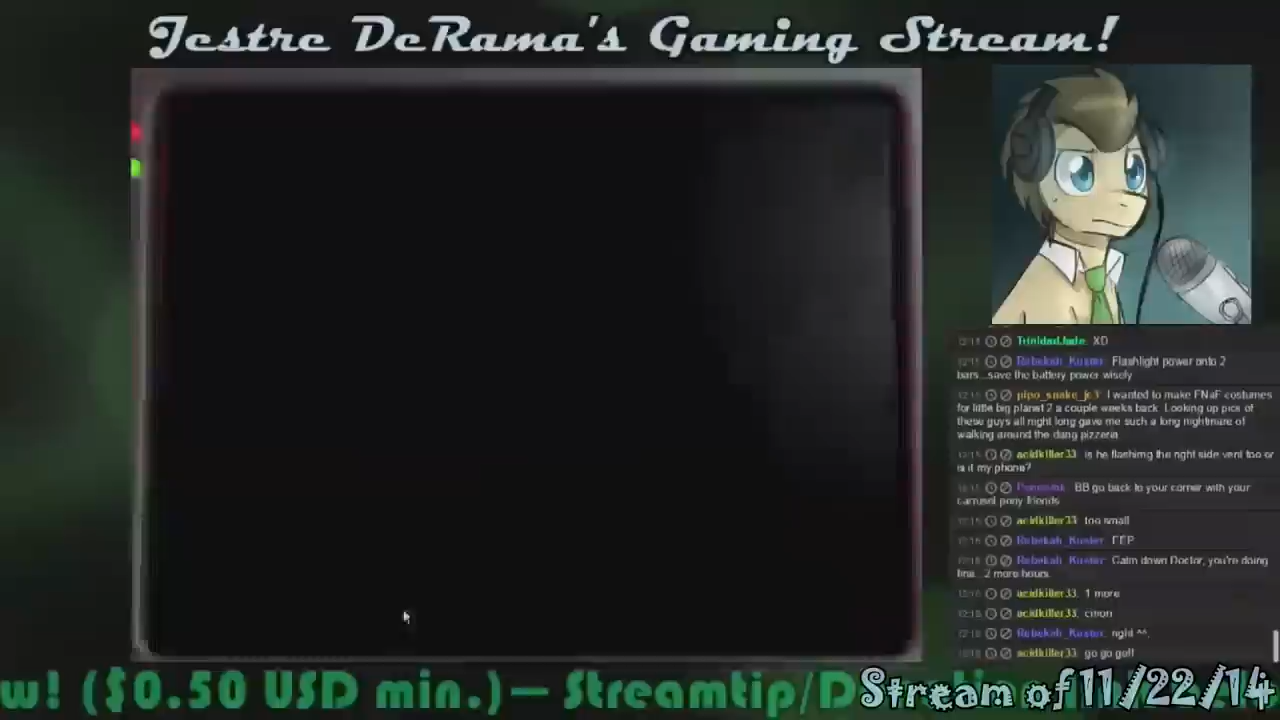 Jestre DeRama's Gaming Stream!
TrinidadJade: XD
Rebekah_Kuster: Flashlight power onto 2
bars...save the battery power wisely
pipo_snake_jc3: I wanted to make FNaF costumes
for little big planet 2 a couple weeks back. Looking up pics of
these guys all night long gave me such a long nightmare of
walking around the dang pizzeria
acidkiller33: is he flashing the right side vent too or
is it my phone?
BB go back to your corner with your
carousel pony friends
acidkiller33: too small
Rebekah_Kuster:
Rebekah_Kuster: Calm down Doctor, you're doing
fine...2 more hours.
acidkiller33: 1 more
acidkiller33: cmon
Rebekah_Kuster: ^^,
acidkiller33: go go go!!
w! ($0.50 USD min.)— Streamtip/D
Stream of 11/22/14